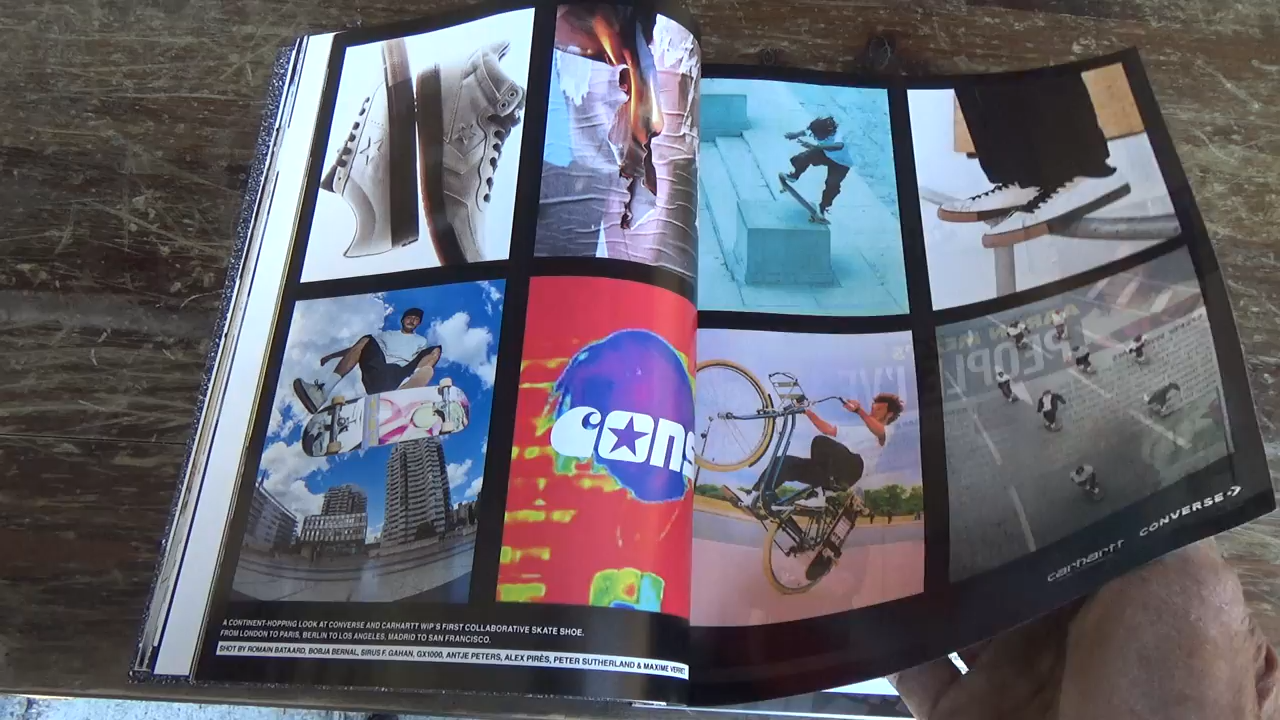 CONS
A CONTINENT-HOPPING LOOK AT CONVERSE AND CARHARTT WIP'S FIRST COLLABORATIVE SKATE SHOE.
FROM LONDON TO PARIS, BERLIN TO LOS ANGELES, MADRID TO SAN FRANCISCO.
SHOT BY ROMAIN BATAARD, BOBJA BERNAL, SIRUS F. GAHAN, GX1000, ANTJE PETERS, ALEX PIRÈS, PETER SUTHERLAND & MAXIME VERRET
carhartt CONVERSE